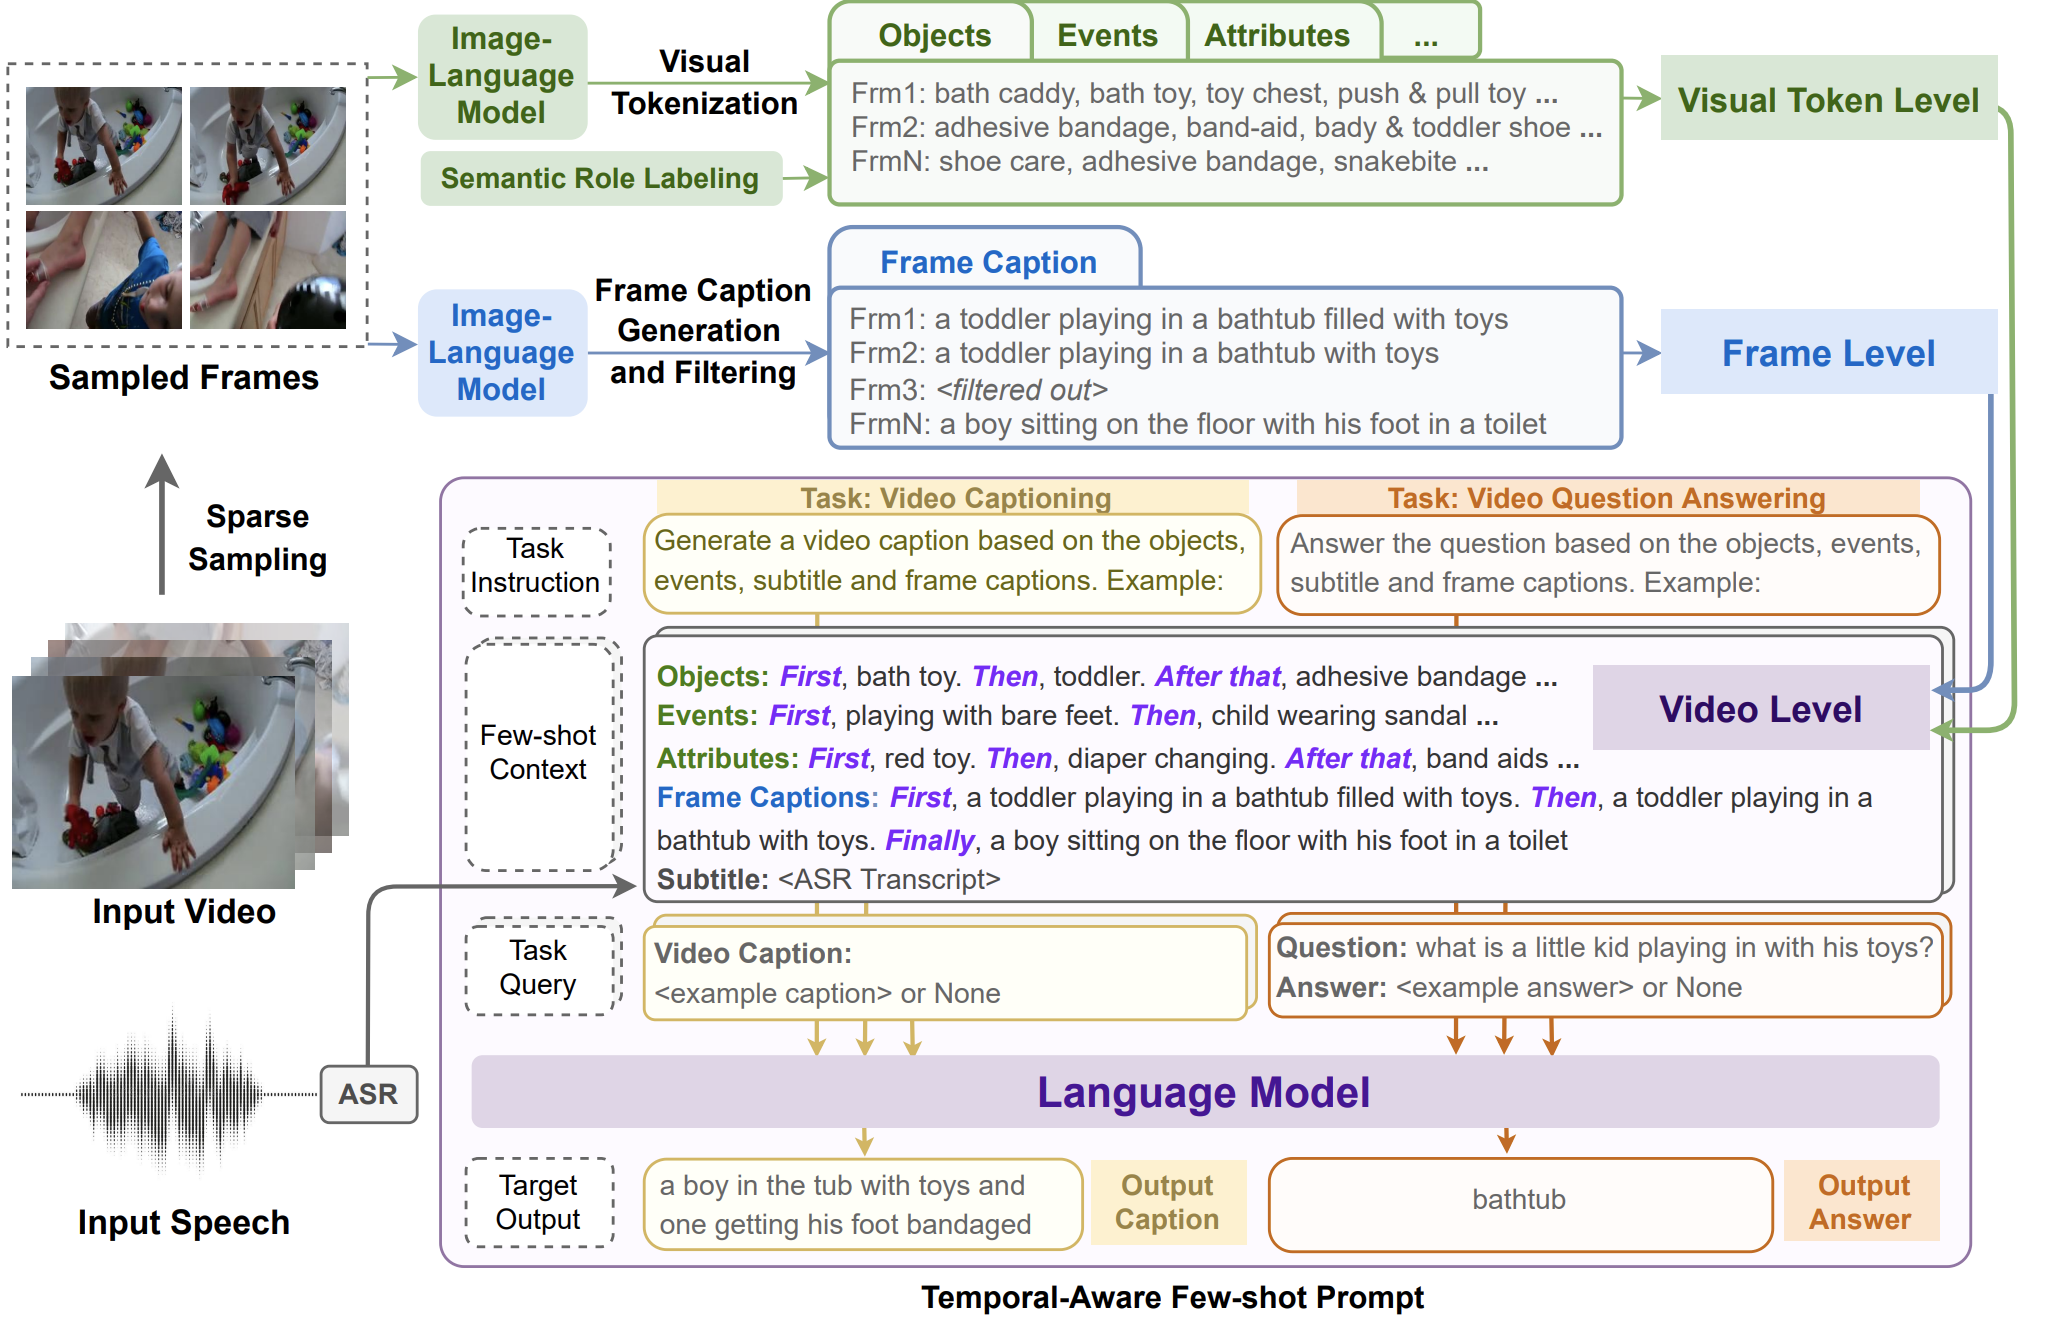 Image-
Language
Model
Visual
Tokenization
Objects
Events
Attributes
...
Frm1: bath caddy, bath toy, toy chest, push & pull toy ...
Frm2: adhesive bandage, band-aid, bady & toddler shoe ...
FrmN: shoe care, adhesive bandage, snakebite ...
Visual Token Level
Semantic Role Labeling
Sampled Frames
Image-
Language
Model
Frame Caption
Generation
and Filtering
Frame Caption
Frm1: a toddler playing in a bathtub filled with toys
Frm2: a toddler playing in a bathtub with toys
Frm3: <filtered out>
FrmN: a boy sitting on the floor with his foot in a toilet
Frame Level
Sparse
Sampling
Input Video
ASR
Input Speech
Task: Video Captioning
Task: Video Question Answering
Task
Instruction
Generate a video caption based on the objects,
events, subtitle and frame captions. Example:
Answer the question based on the objects, events,
subtitle and frame captions. Example:
Few-shot
Context
Objects: First, bath toy. Then, toddler. After that, adhesive bandage ...
Events: First, playing with bare feet. Then, child wearing sandal ...
Attributes: First, red toy. Then, diaper changing. After that, band aids ...
Frame Captions: First, a toddler playing in a bathtub filled with toys. Then, a toddler playing in a
bathtub with toys. Finally, a boy sitting on the floor with his foot in a toilet
Subtitle: <ASR Transcript>
Video Level
Task
Query
Video Caption:
<example caption> or None
Question: what is a little kid playing in with his toys?
Answer: <example answer> or None
Language Model
Target
Output
a boy in the tub with toys and
one getting his foot bandaged
Output
Caption
bathtub
Output
Answer
Temporal-Aware Few-shot Prompt